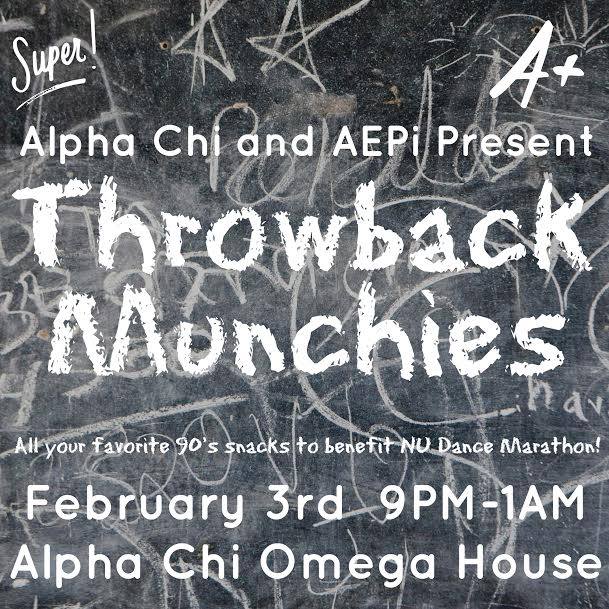 Super!
A+
Alpha Chi and AEPi Present
Throwback
Munchies
All your favorite 90's snacks to benefit NU Dance Marathon!
February 3rd 9PM-1AM
Alpha Chi Omega House